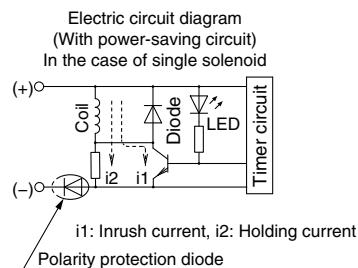 Electric circuit diagram
(With power-saving circuit)
In the case of single solenoid
(+)
Coil
Diode
LED
Timer circuit
i2
i1
(−)
i1: Inrush current, i2: Holding current
Polarity protection diode